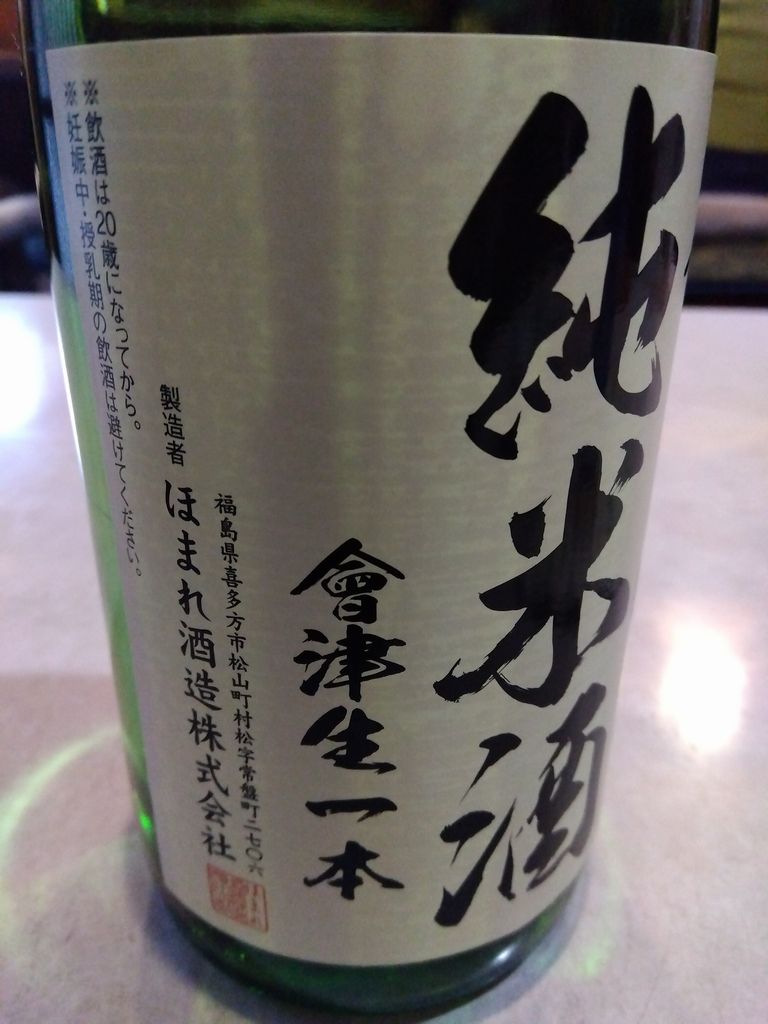 純米酒
會津生一本
福島県喜多方市松山町村松字常盤町二七〇六
製造者 ほまれ酒造株式会社
※飲酒は20歳になってから。
※妊娠中・授乳期の飲酒は避けてください。